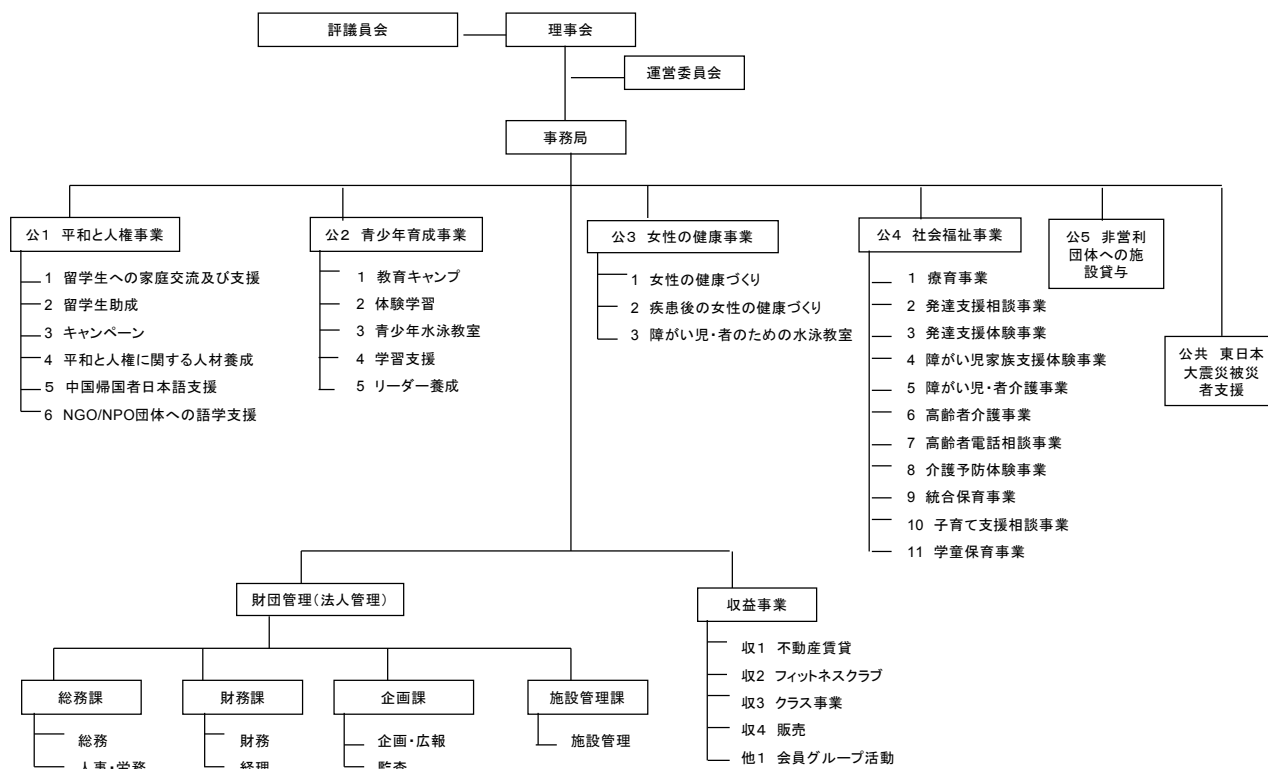 評議員会
理事会
運営委員会
事務局
公1 平和と人権事業
1 留学生への家庭交流及び支援
2 留学生助成
3 キャンペーン
4 平和と人権に関する人材養成
5 中国帰国者日本語支援
6 NGO/NPO団体への語学支援
公2 青少年育成事業
1 教育キャンプ
2 体験学習
3 青少年水泳教室
4 学習支援
5 リーダー養成
公3 女性の健康事業
1 女性の健康づくり
2 疾患後の女性の健康づくり
3 障がい児・者のための水泳教室
公4 社会福祉事業
1 療育事業
2 発達支援相談事業
3 発達支援体験事業
4 障がい児家族支援体験事業
5 障がい児・者介護事業
6 高齢者介護事業
7 高齢者電話相談事業
8 介護予防体験事業
9 統合保育事業
10 子育て支援相談事業
11 学童保育事業
公5 非営利
団体への施
設貸与
公共 東日本
大震災被災
者支援
財団管理(法人管理)
総務課
総務
人事・労務
財務課
財務
経理
企画課
企画・広報
監査
施設管理課
施設管理
収益事業
収1 不動産賃貸
収2 フィットネスクラブ
収3 クラス事業
収4 販売
他1 会員グループ活動